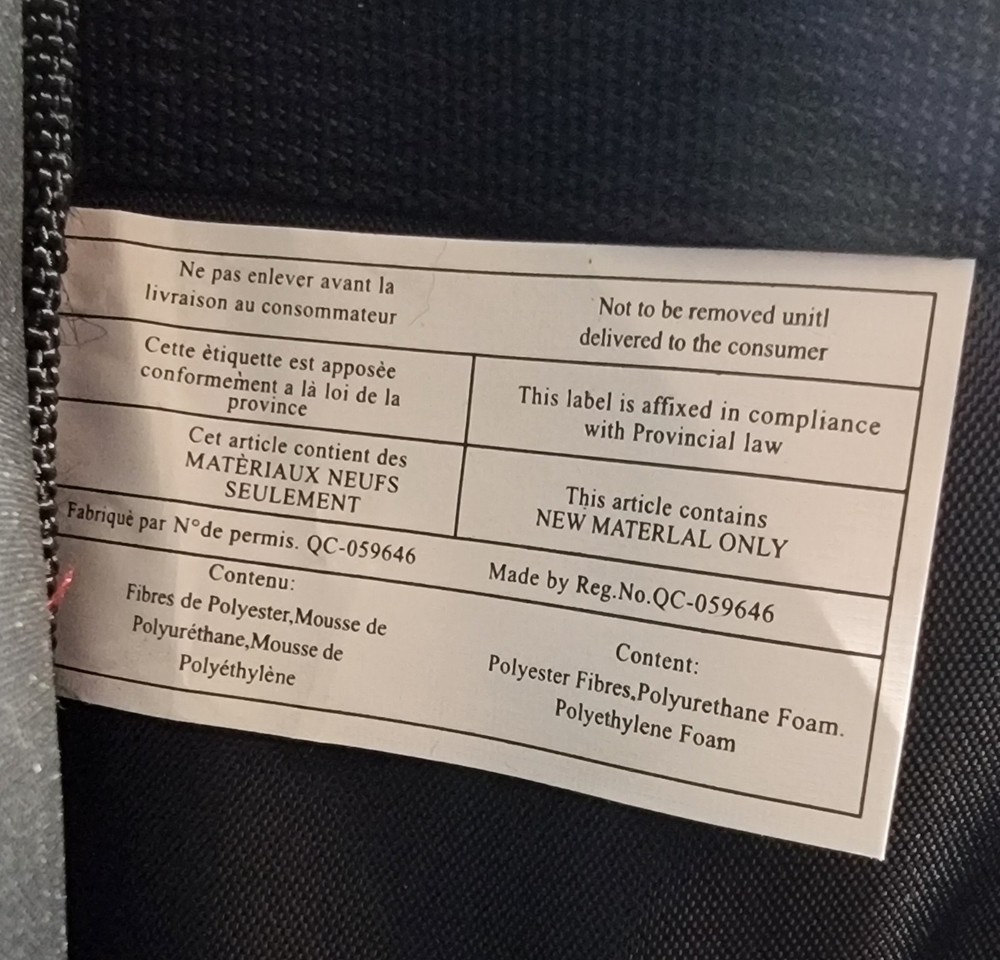 Ne pas enlever avant la
livraison au consommateur
Not to be removed unitl
delivered to the consumer
Cette ètiquette est apposèe
conformem̀ent a là loi de la
province
This label is affixed in compliance
with Provincial law
Cet article contient des
MATÈRIAUX NEUFS
SEULEMENT
This article contains
NEW MATERLAL ONLY
Fabriquè par N°de permis. QC-059646
Made by Reg.No.QC-059646
Contenu:
Fibres de Polyester,Mousse de
Polyuréthane,Mousse de
Polyéthylène
Content:
Polyester Fibres,Polyurethane Foam.
Polyethylene Foam